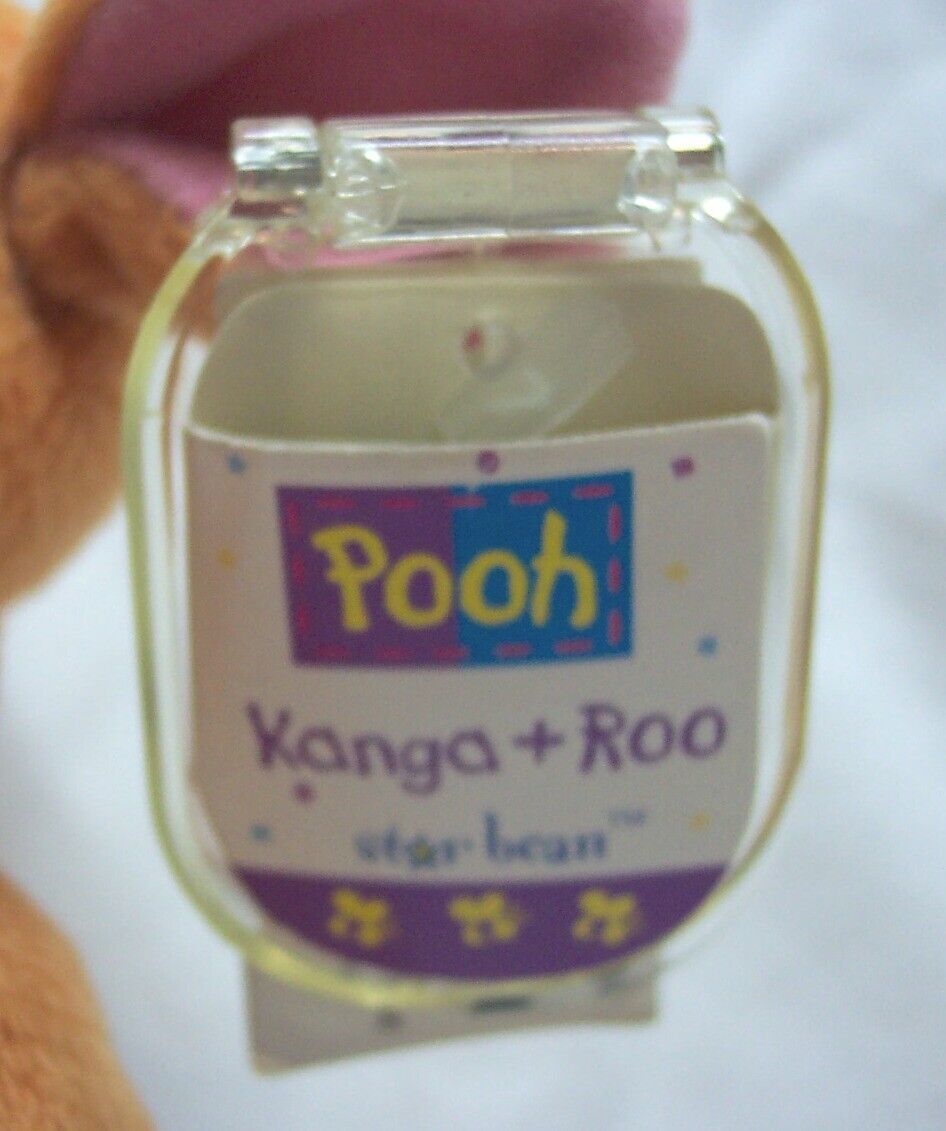 Pooh
Kanga + Roo
star bean™